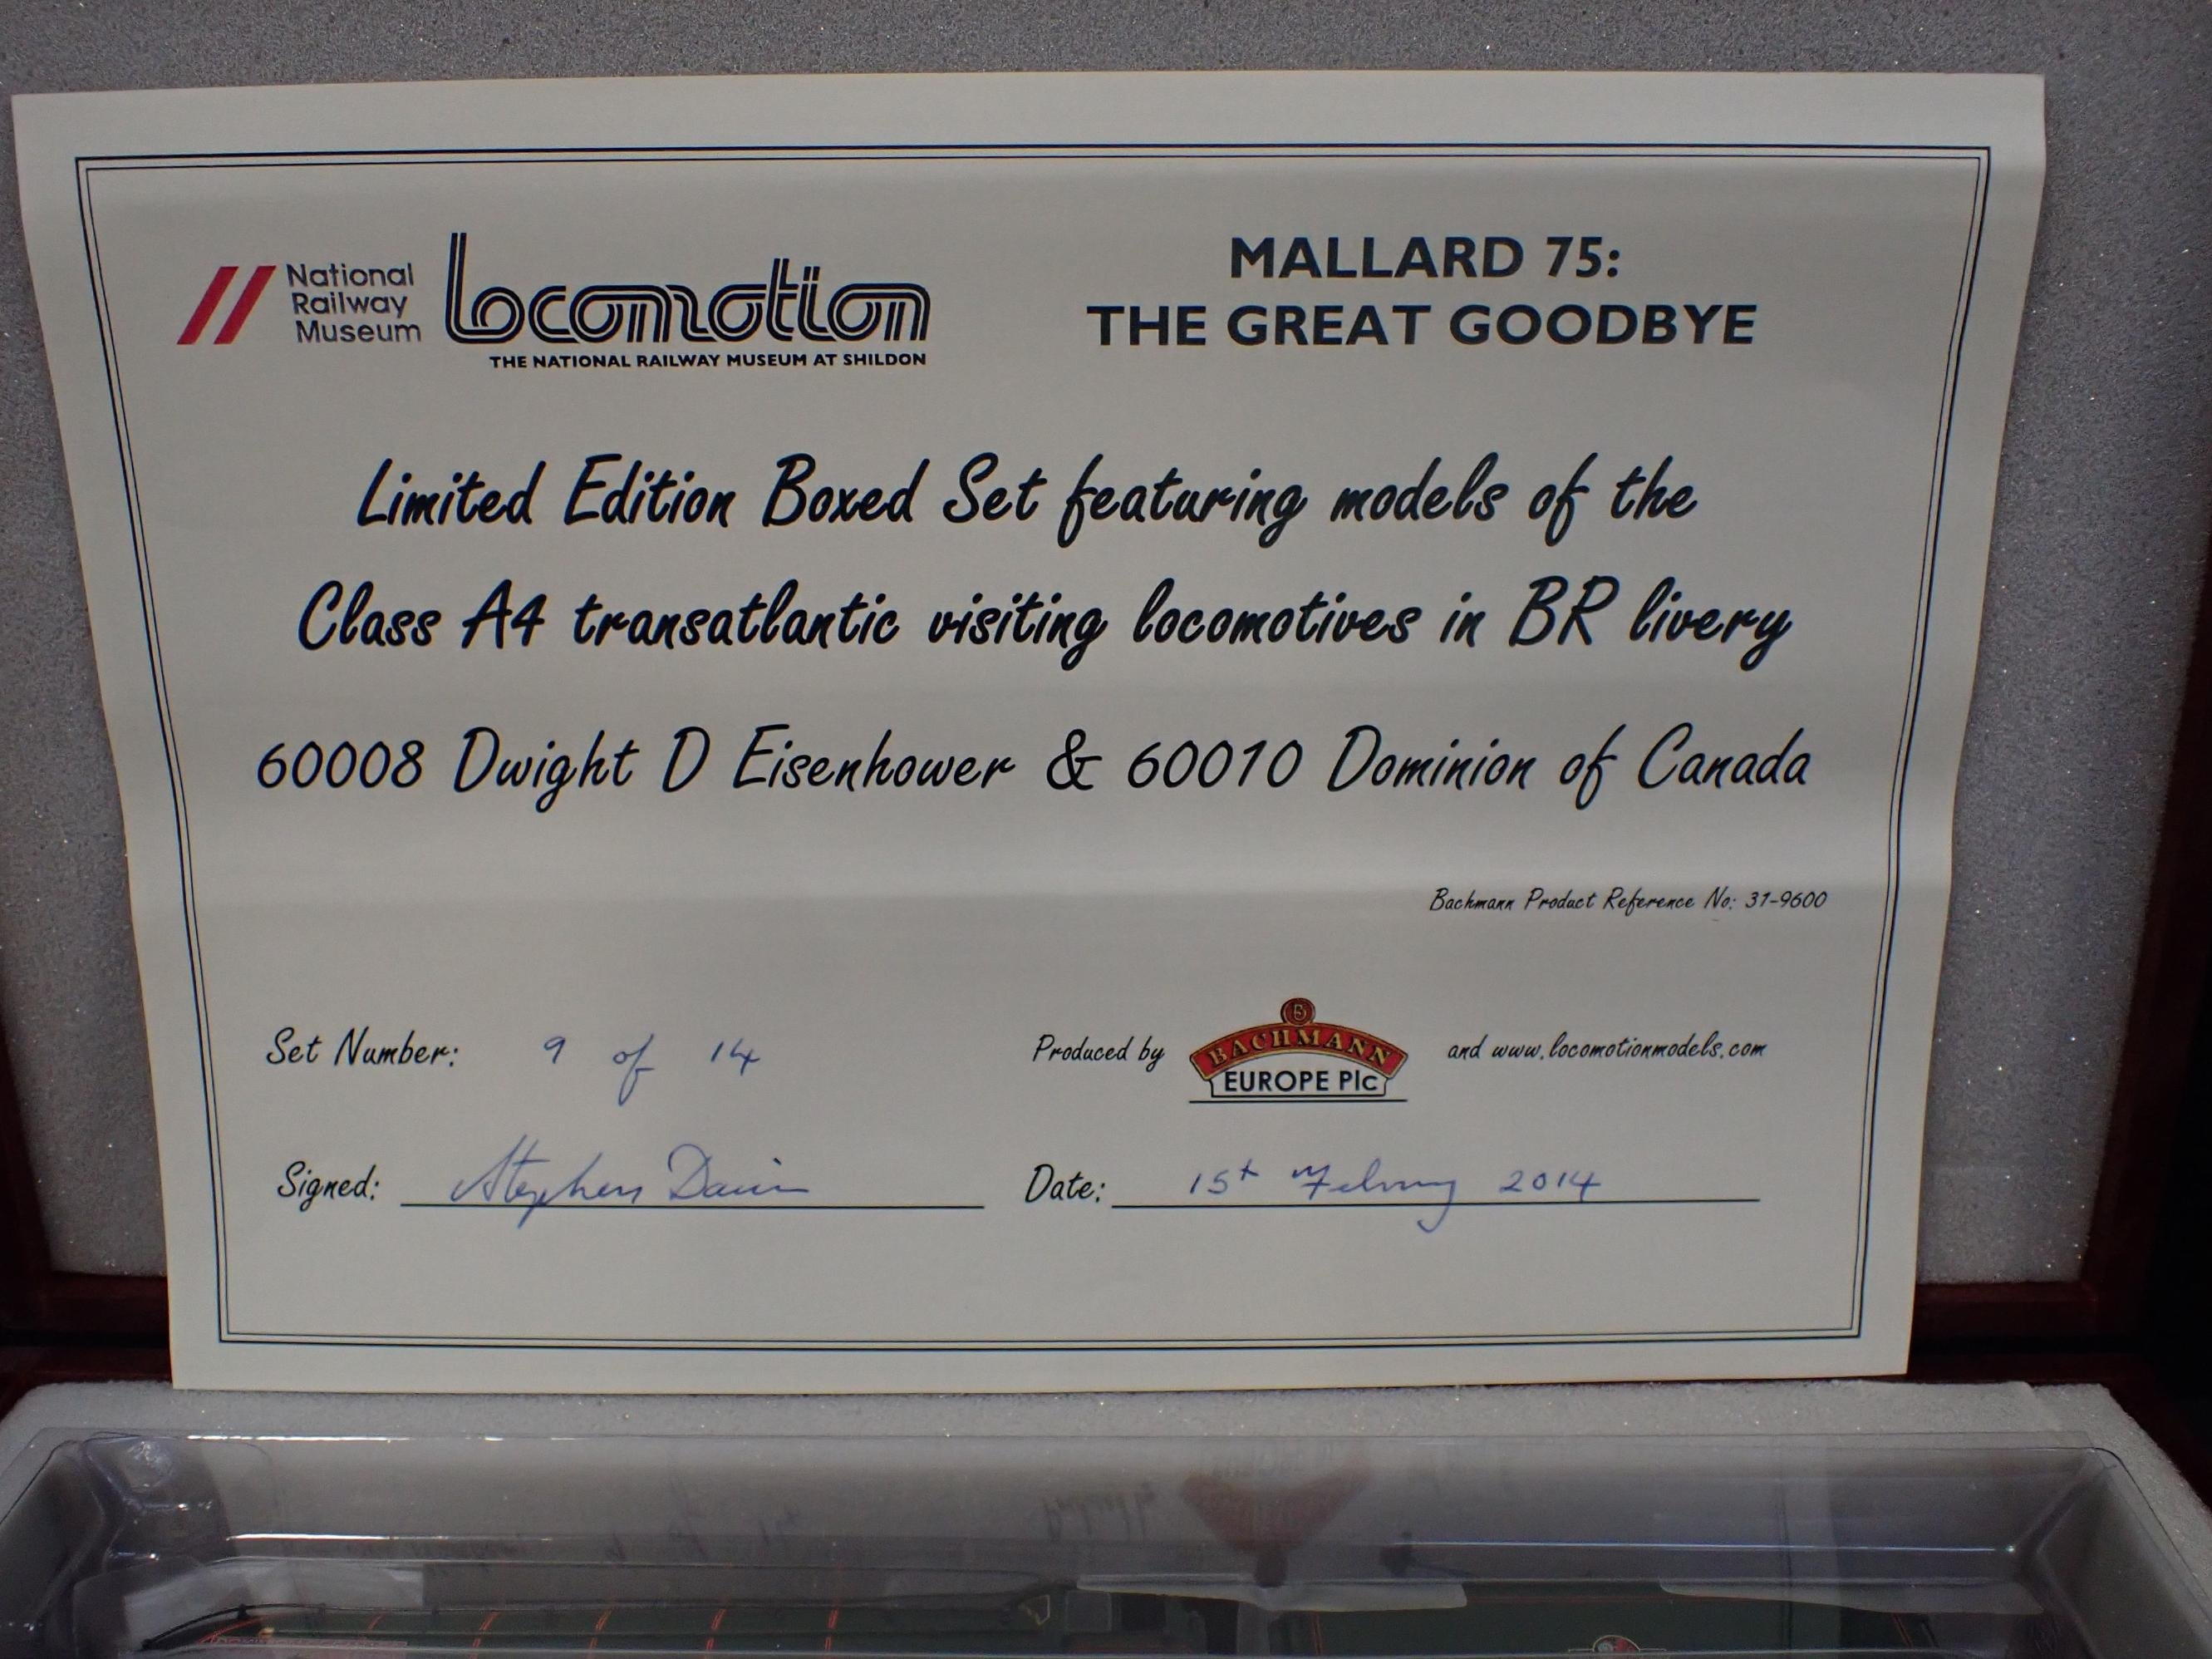 National
Railway
Museum
locomotion
THE NATIONAL RAILWAY MUSEUM AT SHILDON
MALLARD 75:
THE GREAT GOODBYE
Limited Edition Boxed Set featuring models of the
Class A4 transatlantic visiting locomotives in BR livery
60008 Dwight D Eisenhower & 60010 Dominion of Canada
Bachmann Product Reference No: 31-9600
Set Number: 9 of 14
Produced by BACHMANN EUROPE Plc and www.locomotionmodels.com
Signed: Stephen
Date: 15th February 2014